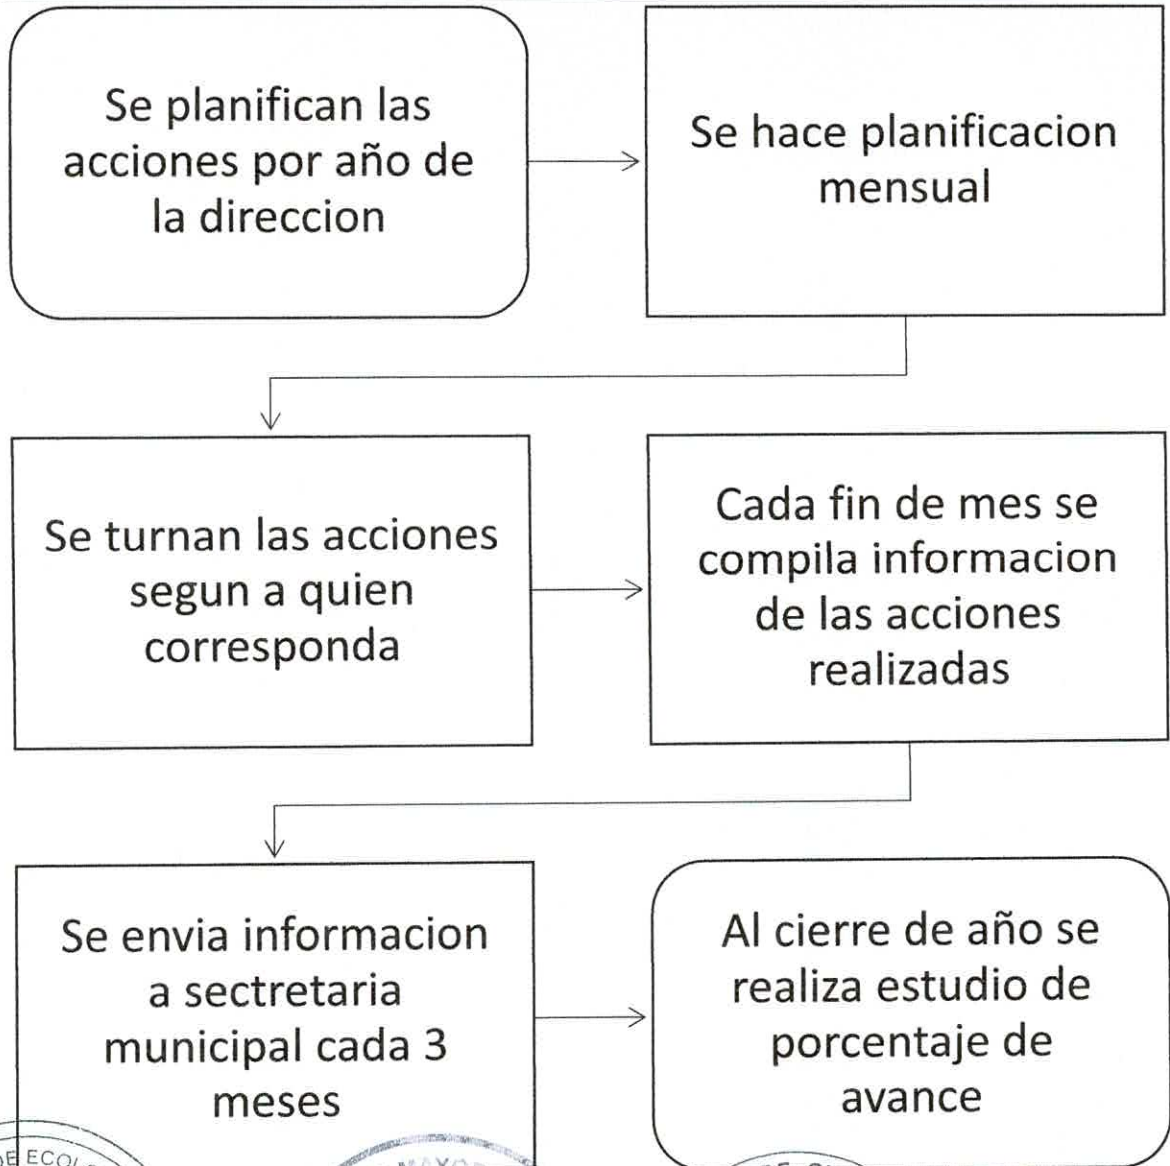 Se planifican las
acciones por año de
la direccion
Se hace planificacion
mensual
Se turnan las acciones
segun a quien
corresponda
Cada fin de mes se
compila informacion
de las acciones
realizadas
Se envia informacion
a sectretaria
municipal cada 3
meses
Al cierre de año se
realiza estudio de
porcentaje de
avance